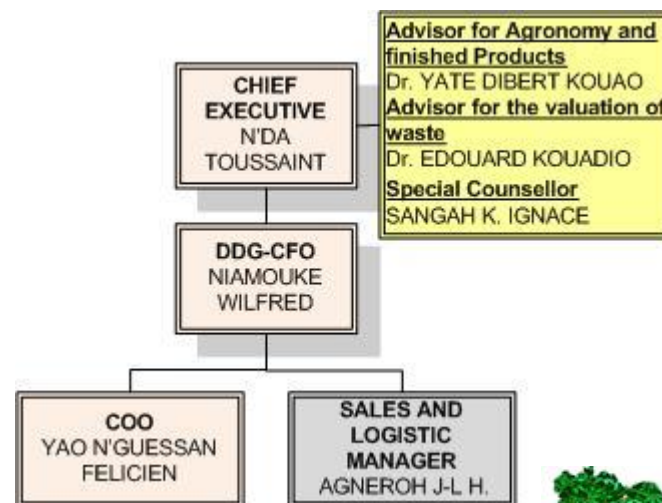 CHIEF
EXECUTIVE
N'DA
TOUSSAINT
Advisor for Agronomy and
finished Products
Dr. YATE DIBERT KOUAO
Advisor for the valuation of
waste
Dr. EDOUARD KOUADIO
Special Counsellor
SANGAH K. IGNACE
DDG-CFO
NIAMOUKE
WILFRED
COO
YAO N'GUESSAN
FELICIEN
SALES AND
LOGISTIC
MANAGER
AGNEROH J-L H.